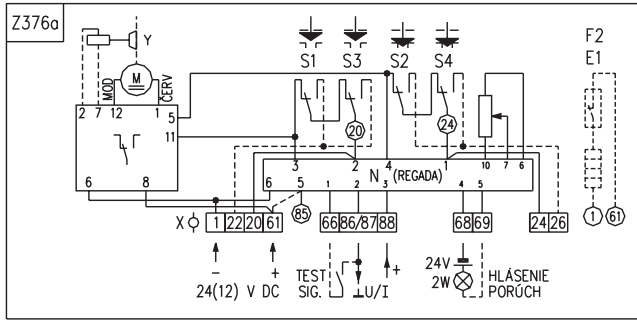 Z376a
Y
M
MOD
ČERV
2 7 12 1
5
11
6 8
S1 S3 S2 S4
F2
E1
20
24
3 2 4 1 10 7 6
N (REGADA)
6 5 1 2 3 4 5
X 1 22 20 61 85 66 86/87 88 68 69 24 26
1 61
− +
24(12) V DC
TEST
SIG.
U/I
+
24V
2W
HLÁSENIE
PORÚCH